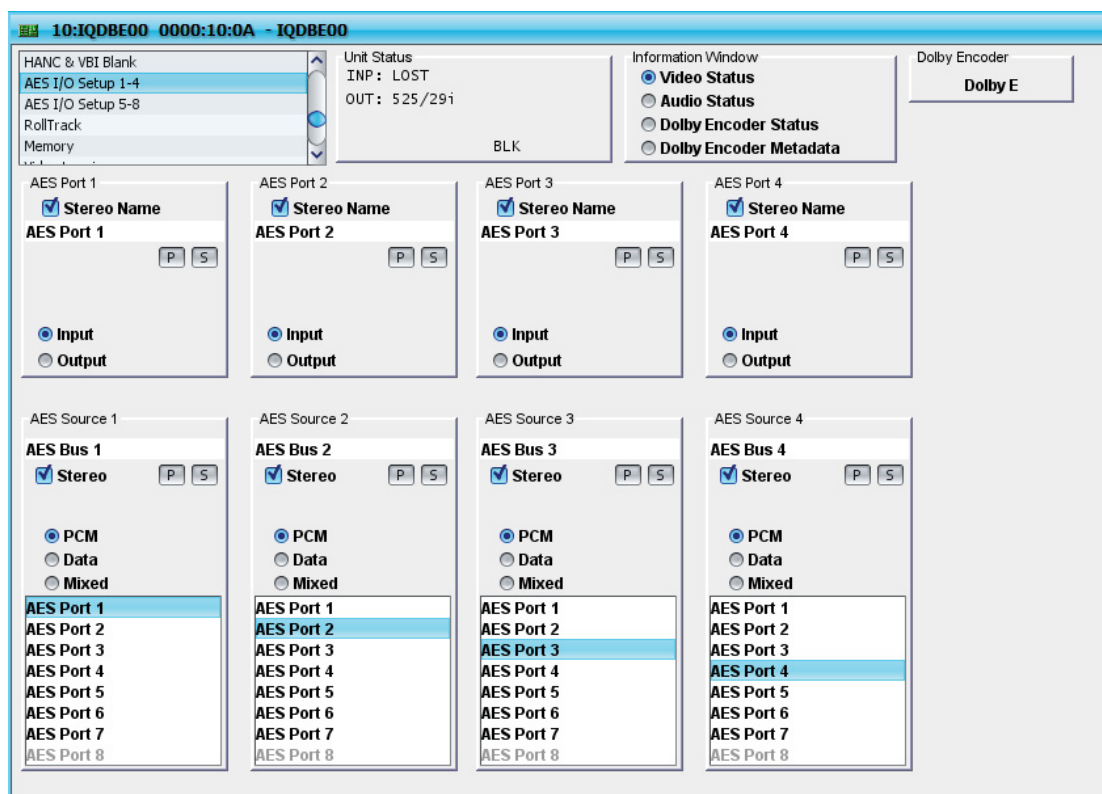 10:IQDBE00 0000:10:0A - IQDBE00
HANC & VBI Blank
AES I/O Setup 1-4
AES I/O Setup 5-8
RollTrack
Memory
Unit Status
INP: LOST
OUT: 525/29i
BLK
Information Window
Video Status
Audio Status
Dolby Encoder Status
Dolby Encoder Metadata
Dolby Encoder
Dolby E
AES Port 1
Stereo Name
AES Port 1
P S
Input
Output
AES Port 2
Stereo Name
AES Port 2
P S
Input
Output
AES Port 3
Stereo Name
AES Port 3
P S
Input
Output
AES Port 4
Stereo Name
AES Port 4
P S
Input
Output
AES Source 1
AES Bus 1
Stereo P S
PCM
Data
Mixed
AES Port 1
AES Port 2
AES Port 3
AES Port 4
AES Port 5
AES Port 6
AES Port 7
AES Port 8
AES Source 2
AES Bus 2
Stereo P S
PCM
Data
Mixed
AES Port 1
AES Port 2
AES Port 3
AES Port 4
AES Port 5
AES Port 6
AES Port 7
AES Port 8
AES Source 3
AES Bus 3
Stereo P S
PCM
Data
Mixed
AES Port 1
AES Port 2
AES Port 3
AES Port 4
AES Port 5
AES Port 6
AES Port 7
AES Port 8
AES Source 4
AES Bus 4
Stereo P S
PCM
Data
Mixed
AES Port 1
AES Port 2
AES Port 3
AES Port 4
AES Port 5
AES Port 6
AES Port 7
AES Port 8